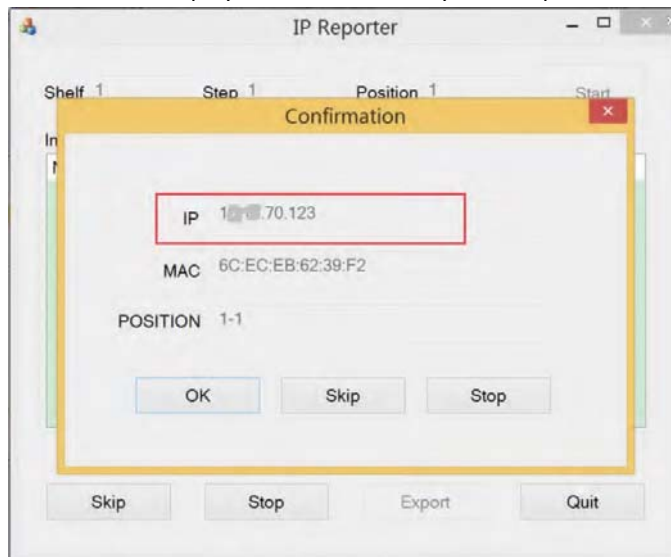 IP Reporter
Shelf 1 Step 1 Position 1 Start
Confirmation
IP .70.123
MAC 6C:EC:EB:62:39:F2
POSITION 1-1
OK Skip Stop
Skip Stop Export Quit